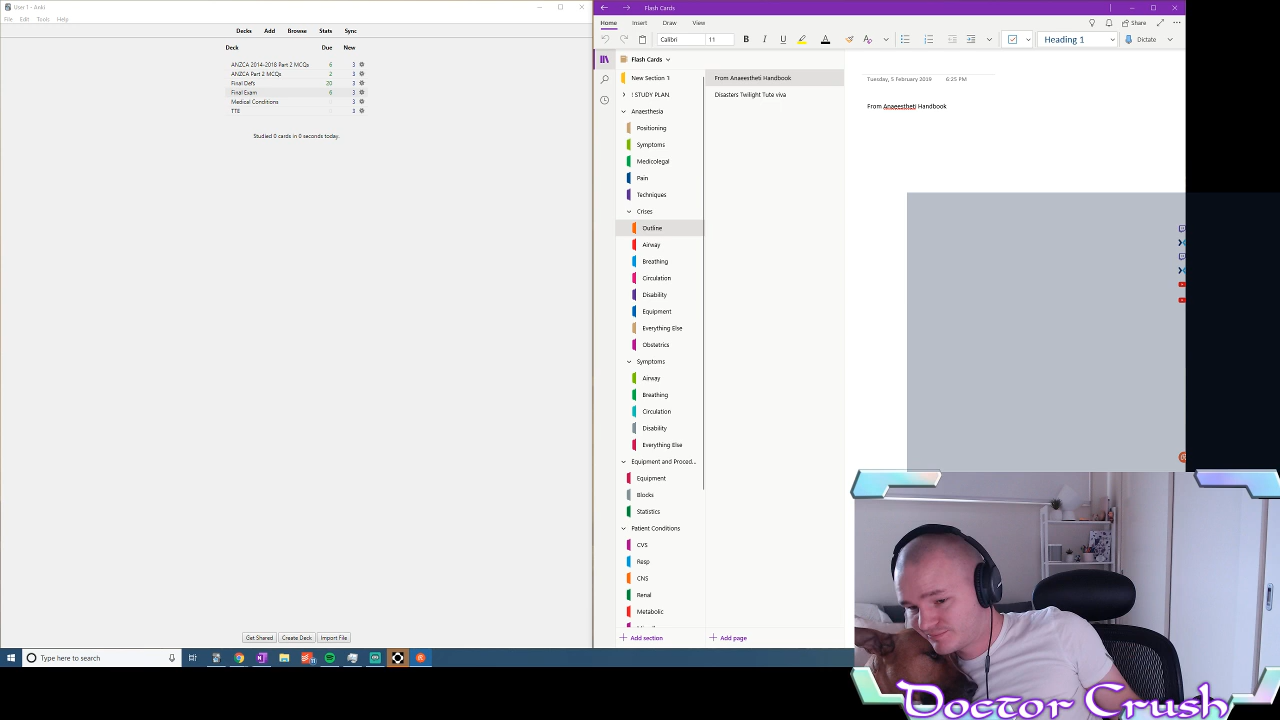 User 1 - Anki
File Edit Tools Help
Decks Add Browse Stats Sync
Deck Due New
ANZCA 2014-2018 Part 2 MCQs 6 3
ANZCA Part 2 MCQs 2 3
Final Defs 20 3
Final Exam 6 3
Medical Conditions 3
TTE 3
Studied 0 cards in 0 seconds today.
Get Shared Create Deck Import File
Flash Cards
Home Insert Draw View
Share
Calibri 11 B I U A Heading 1 Dictate
Flash Cards
New Section 1
! STUDY PLAN.
Anaesthesia
Positioning
Symptoms
Medicolegal
Pain
Techniques
Crises
Outline
Airway
Breathing
Circulation
Disability
Equipment
Everything Else
Obstetrics
Symptoms
Airway
Breathing
Circulation
Disability
Everything Else
Equipment and Proced...
Equipment
Blocks
Statistics
Patient Conditions
CVS
Resp
CNS
Renal
Metabolic
Add section
From Anaeestheti Handbook
Disasters Twilight Tute viva
Add page
Tuesday, 5 February 2019 6:25 PM
From Anaeestheti Handbook
Type here to search
Doctor Crush